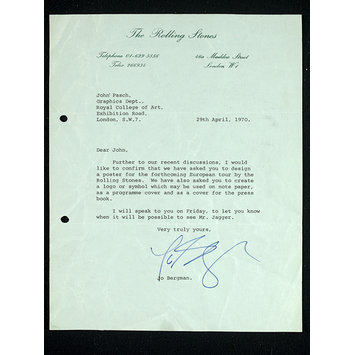 The Rolling Stones
Telephone 01-629 5856
Telex 266934
46a Maddox Street
London W1
John Pasch,
Graphics Dept.,
Royal College of Art,
Exhibition Road,
London, S.W.7.
29th April, 1970.
Dear John,
Further to our recent discussions, I would
like to confirm that we have asked you to design
a poster for the forthcoming European tour by the
Rolling Stones. We have also asked you to create
a logo or symbol which may be used on note paper,
as a programme cover and as a cover for the press
book.
I will speak to you on Friday, to let you know
when it will be possible to see Mr. Jagger.
Very truly yours,
Jo Bergman.